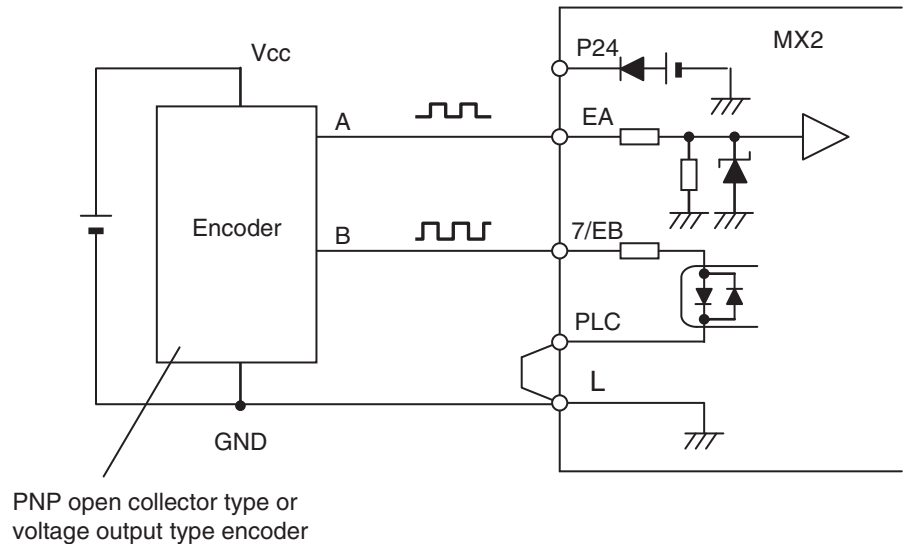 MX2
Vcc
P24
A
EA
Encoder
B
7/EB
PLC
L
GND
PNP open collector type or
voltage output type encoder